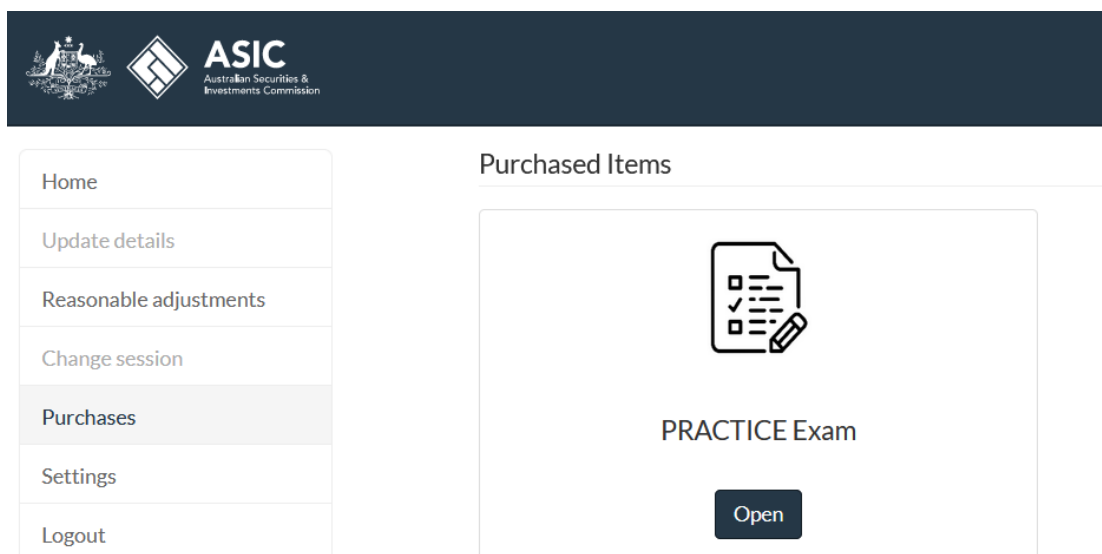 ASIC
Australian Securities &
Investments Commission
Home
Update details
Reasonable adjustments
Change session
Purchases
Settings
Logout
Purchased Items
PRACTICE Exam
Open